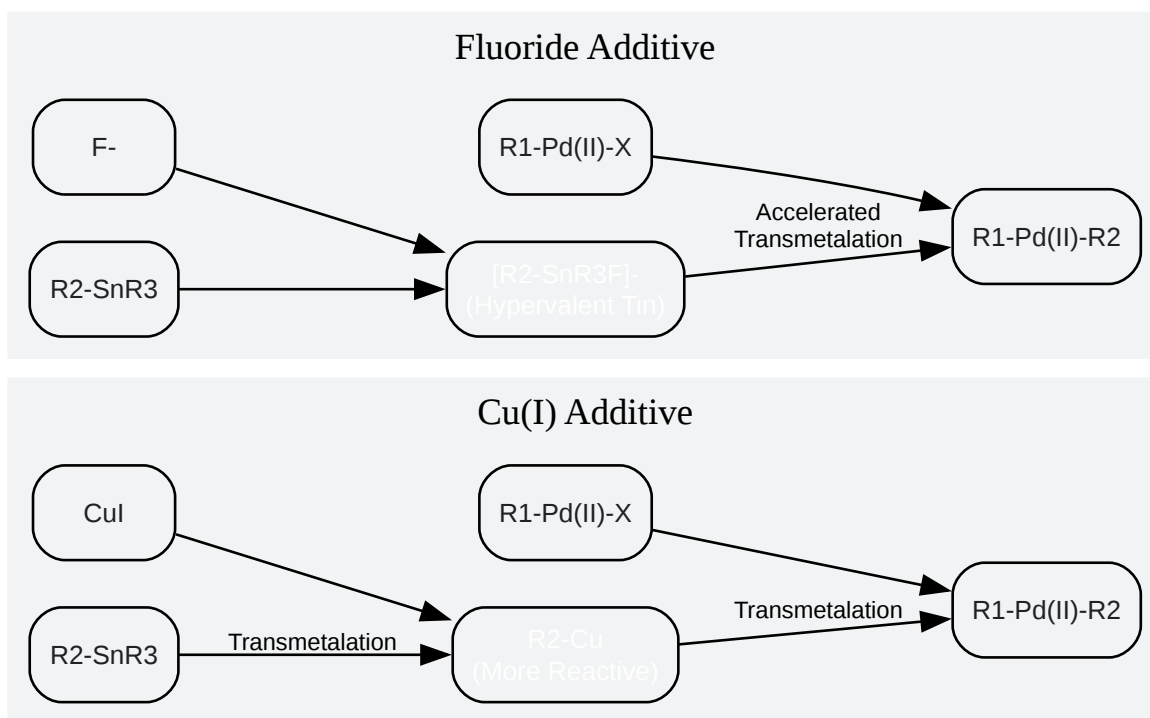 Fluoride Additive
F-
R1-Pd(II)-X
R2-SnR3
[R2-SnR3F]-
(Hypervalent Tin)
Accelerated
Transmetalation
R1-Pd(II)-R2
Cu(I) Additive
CuI
R1-Pd(II)-X
R2-SnR3
Transmetalation
R2-Cu
(More Reactive)
Transmetalation
R1-Pd(II)-R2